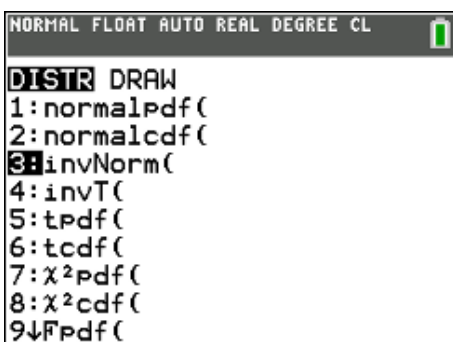 NORMAL FLOAT AUTO REAL DEGREE CL
DISTR DRAW
1:normalpdf(
2:normalcdf(
3:invNorm(
4:invT(
5:tpdf(
6:tcdf(
7:χ²pdf(
8:χ²cdf(
9↓Fpdf(